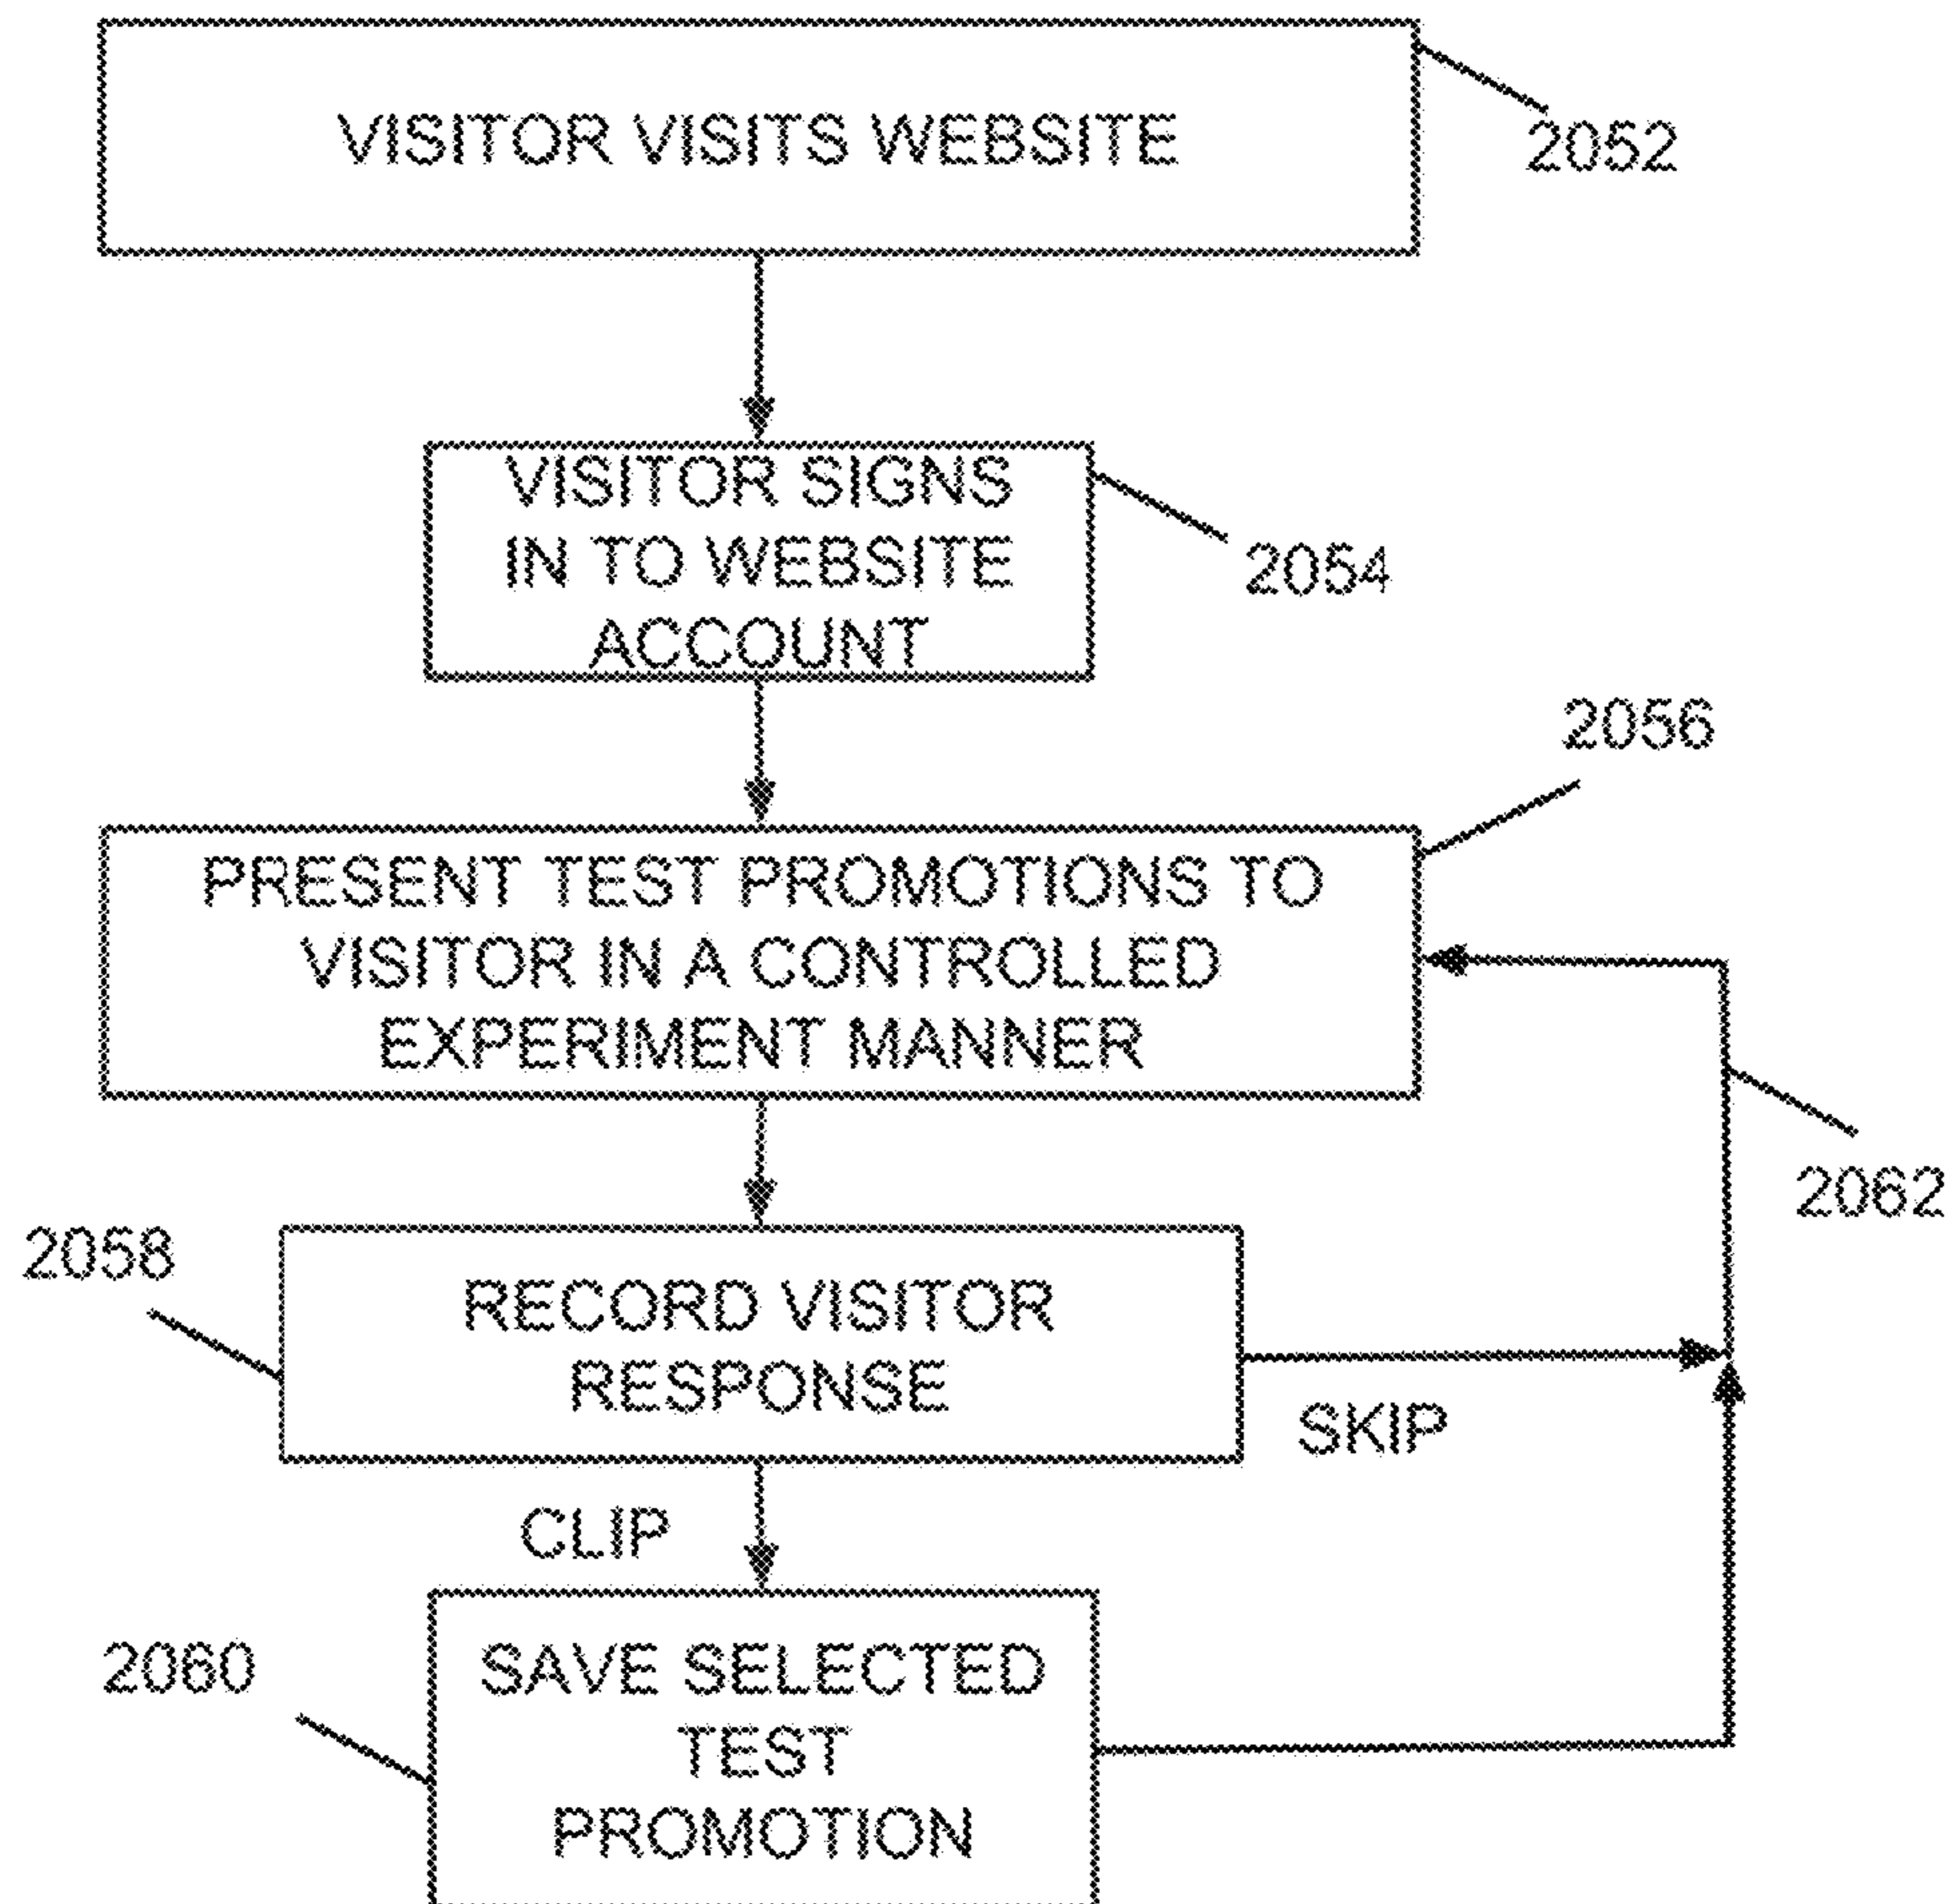 VISITOR VISITS WEBSITE
2052
VISITOR SIGNS
IN TO WEBSITE
ACCOUNT
2054
2056
PRESENT TEST PROMOTIONS TO
VISITOR IN A CONTROLLED
EXPERIMENT MANNER
2062
2058
RECORD VISITOR
RESPONSE
SKIP
CLIP
2060
SAVE SELECTED
TEST
PROMOTION